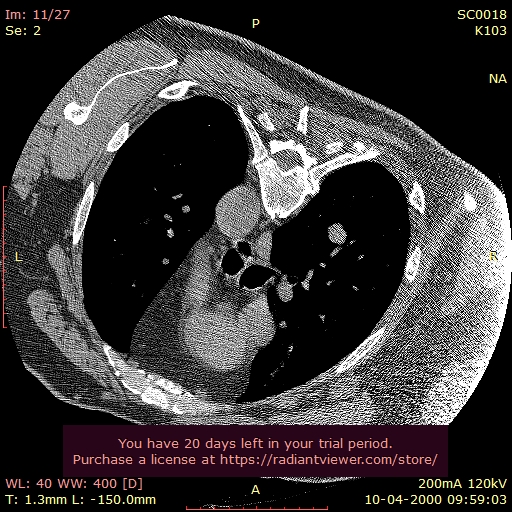 Im: 11/27
Se: 2
P
SC0018
K103
NA
L
R
You have 20 days left in your trial period.
Purchase a license at https://radiantviewer.com/store/
WL: 40 WW: 400 [D]
T: 1.3mm L: -150.0mm
A
200mA 120kV
10-04-2000 09:59:03